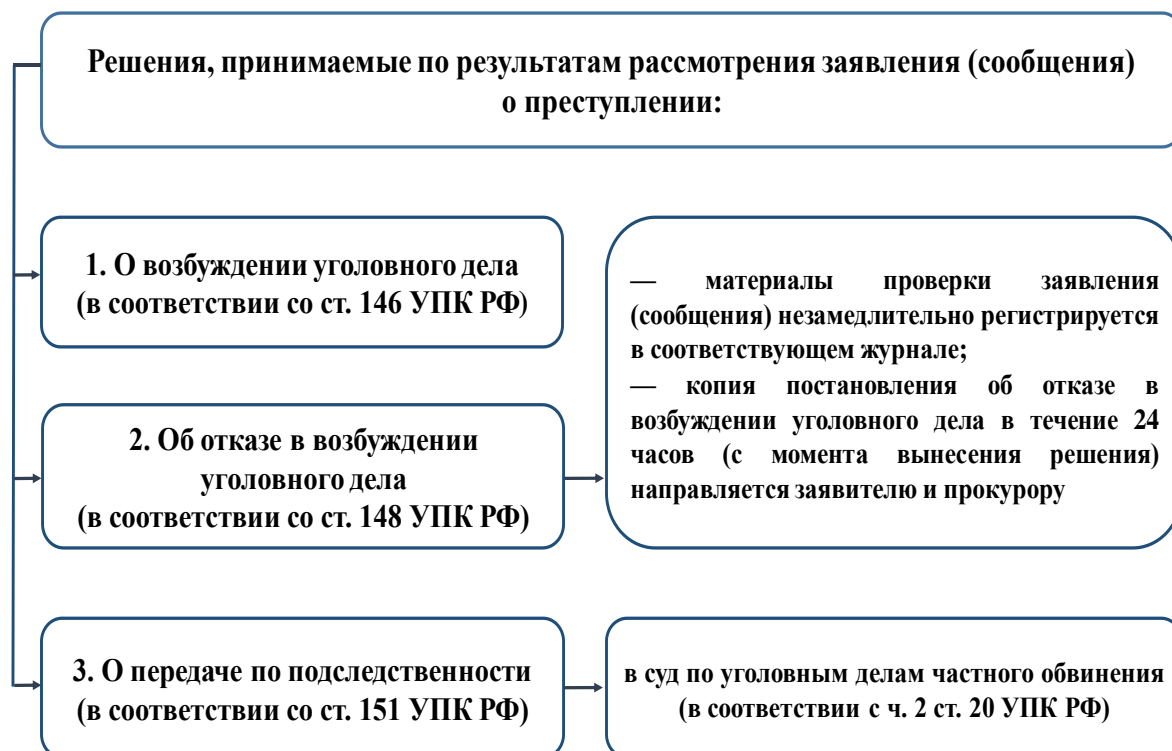 Решения, принимаемые по результатам рассмотрения заявления (сообщения)
о преступлении:
1. О возбуждении уголовного дела
(в соответствии со ст. 146 УПК РФ)
2. Об отказе в возбуждении
уголовного дела
(в соответствии со ст. 148 УПК РФ)
— материалы проверки заявления
(сообщения) незамедлительно регистрируется
в соответствующем журнале;
— копия постановления об отказе в
возбуждении уголовного дела в течение 24
часов (с момента вынесения решения)
направляется заявителю и прокурору
3. О передаче по подследственности
(в соответствии со ст. 151 УПК РФ)
в суд по уголовным делам частного обвинения
(в соответствии с ч. 2 ст. 20 УПК РФ)